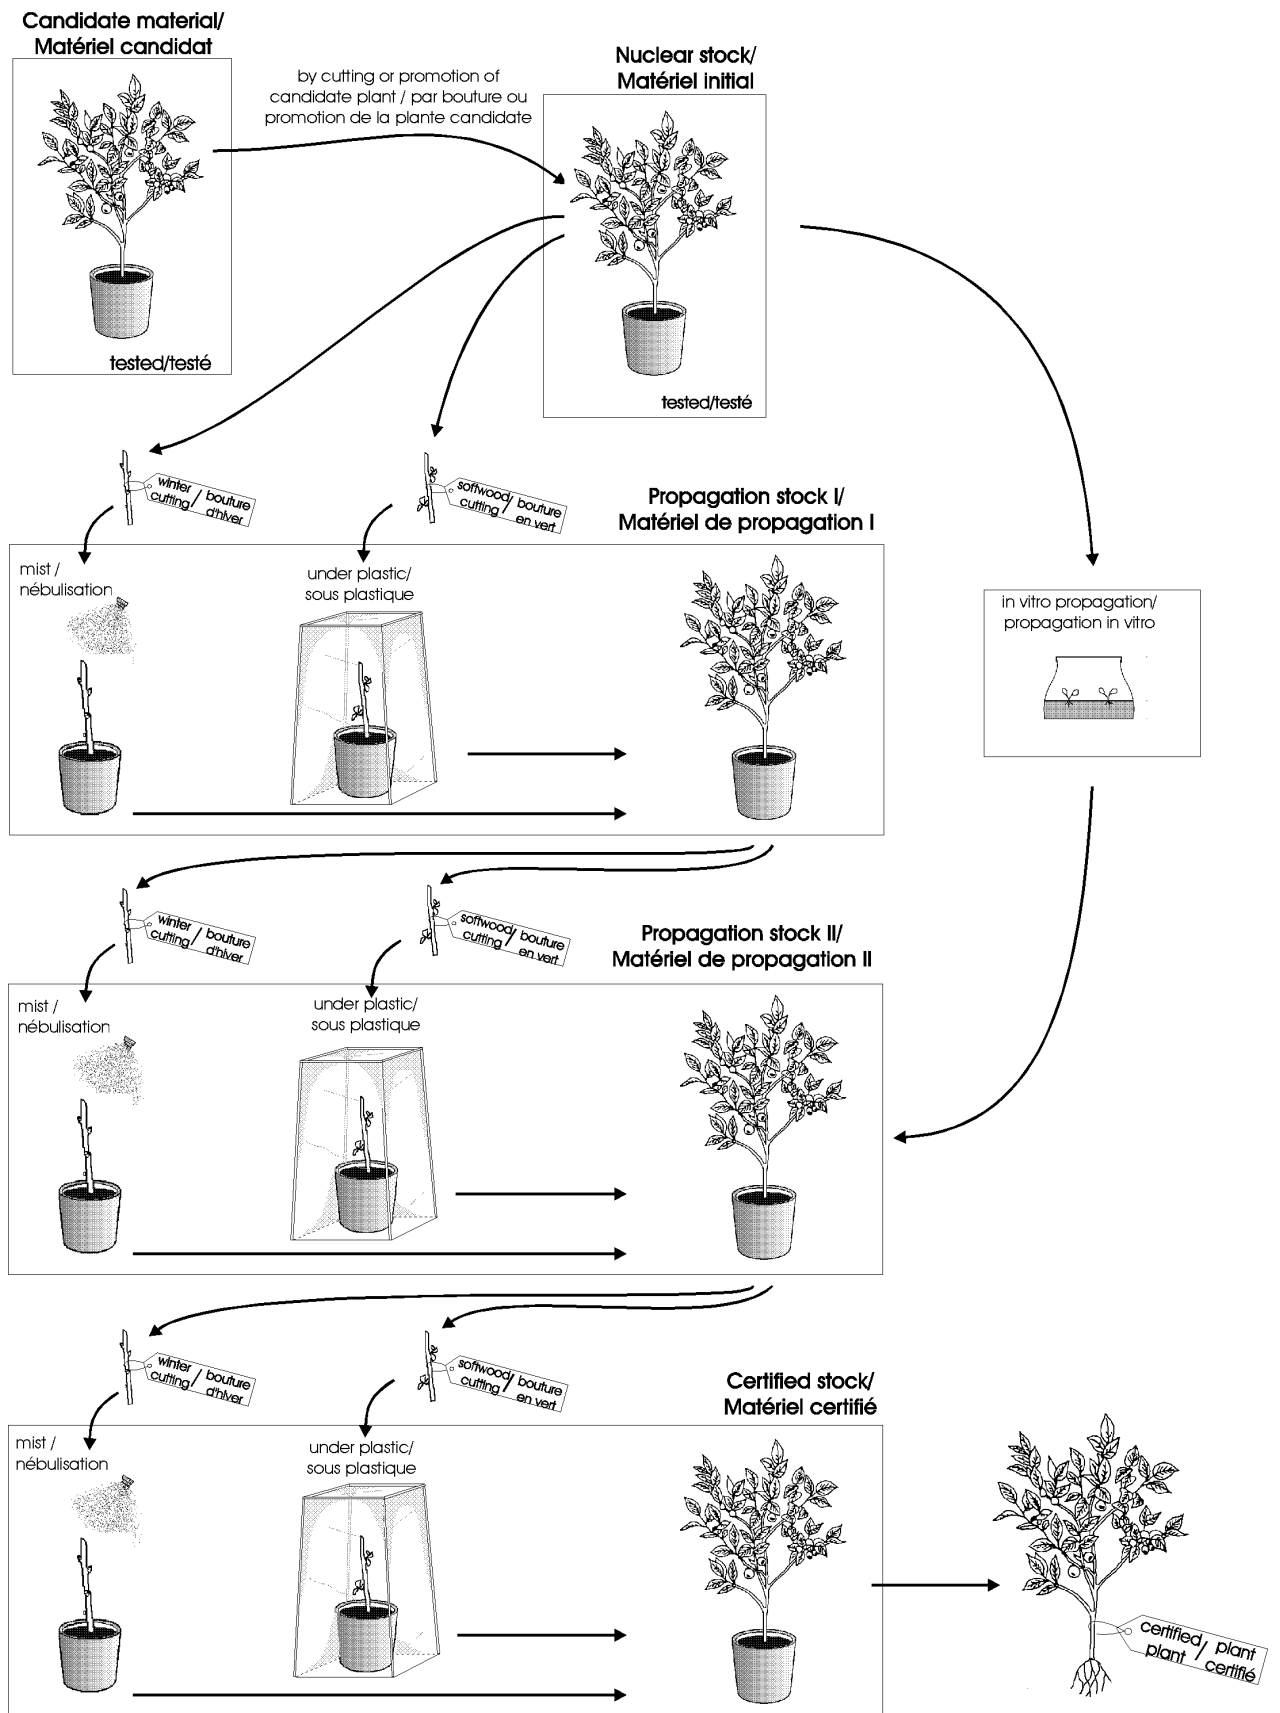 Candidate material/
Matériel candidat
by cutting or promotion of
candidate plant / par bouture ou
promotion de la plante candidate
Nuclear stock/
Matériel initial
tested/testé
tested/testé
winter cutting / bouture d'hiver
softwood cutting / bouture en vert
Propagation stock I/
Matériel de propagation I
mist /
nébulisation
under plastic/
sous plastique
in vitro propagation/
propagation in vitro
winter cutting / bouture d'hiver
softwood cutting / bouture en vert
Propagation stock II/
Matériel de propagation II
mist /
nébulisation
under plastic/
sous plastique
winter cutting / bouture d'hiver
softwood cutting / bouture en vert
Certified stock/
Matériel certifié
mist /
nébulisation
under plastic/
sous plastique
certified plant / plant certifié